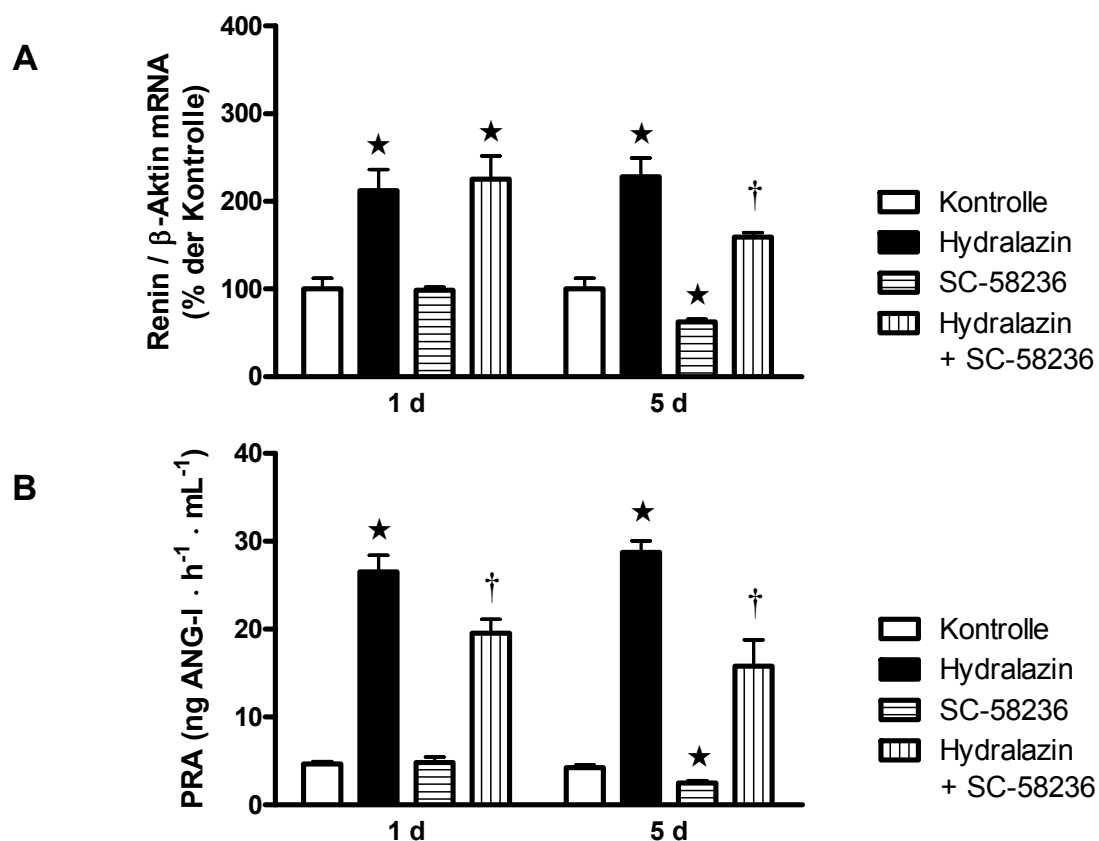 A
Renin / β-Aktin mRNA
(% der Kontrolle)
400
300
200
100
0
★
★
★
★
†
1 d
5 d
Kontrolle
Hydralazin
SC-58236
Hydralazin
+ SC-58236
B
PRA (ng ANG-I · h⁻¹ · mL⁻¹)
40
30
20
10
0
★
†
★
★
†
1 d
5 d
Kontrolle
Hydralazin
SC-58236
Hydralazin
+ SC-58236